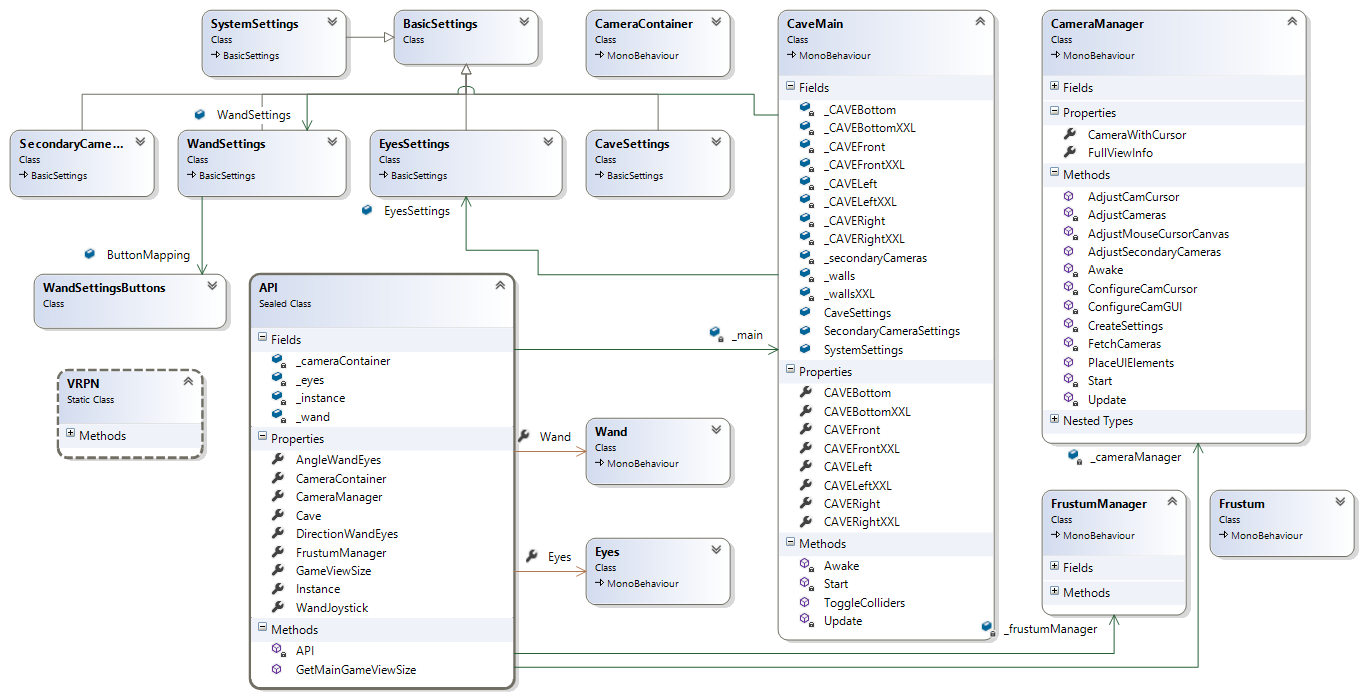 SystemSettings
Class
BasicSettings
BasicSettings
Class
CameraContainer
Class
MonoBehaviour
WandSettings
SecondaryCame...
Class
BasicSettings
WandSettings
Class
BasicSettings
EyesSettings
Class
BasicSettings
CaveSettings
Class
BasicSettings
EyesSettings
ButtonMapping
WandSettingsButtons
Class
VRPN
Static Class
Methods
API
Sealed Class
Fields
_cameraContainer
_eyes
_instance
_wand
Properties
AngleWandEyes
CameraContainer
CameraManager
Cave
DirectionWandEyes
FrustumManager
GameViewSize
Instance
WandJoystick
Methods
API
GetMainGameViewSize
_main
Wand
Wand
Class
MonoBehaviour
Eyes
Eyes
Class
MonoBehaviour
CaveMain
Class
MonoBehaviour
Fields
_CAVEBottom
_CAVEBottomXXL
_CAVEFront
_CAVEFrontXXL
_CAVELeft
_CAVELeftXXL
_CAVERight
_CAVERightXXL
_secondaryCameras
_walls
_wallsXXL
CaveSettings
SecondaryCameraSettings
SystemSettings
Properties
CAVEBottom
CAVEBottomXXL
CAVEFront
CAVEFrontXXL
CAVELeft
CAVELeftXXL
CAVERight
CAVERightXXL
Methods
Awake
Start
ToggleColliders
Update
CameraManager
Class
MonoBehaviour
Fields
Properties
CameraWithCursor
FullViewInfo
Methods
AdjustCamCursor
AdjustCameras
AdjustMouseCursorCanvas
AdjustSecondaryCameras
Awake
ConfigureCamCursor
ConfigureCamGUI
CreateSettings
FetchCameras
PlaceUIElements
Start
Update
Nested Types
_cameraManager
FrustumManager
Class
MonoBehaviour
Fields
Methods
Frustum
Class
MonoBehaviour
_frustumManager